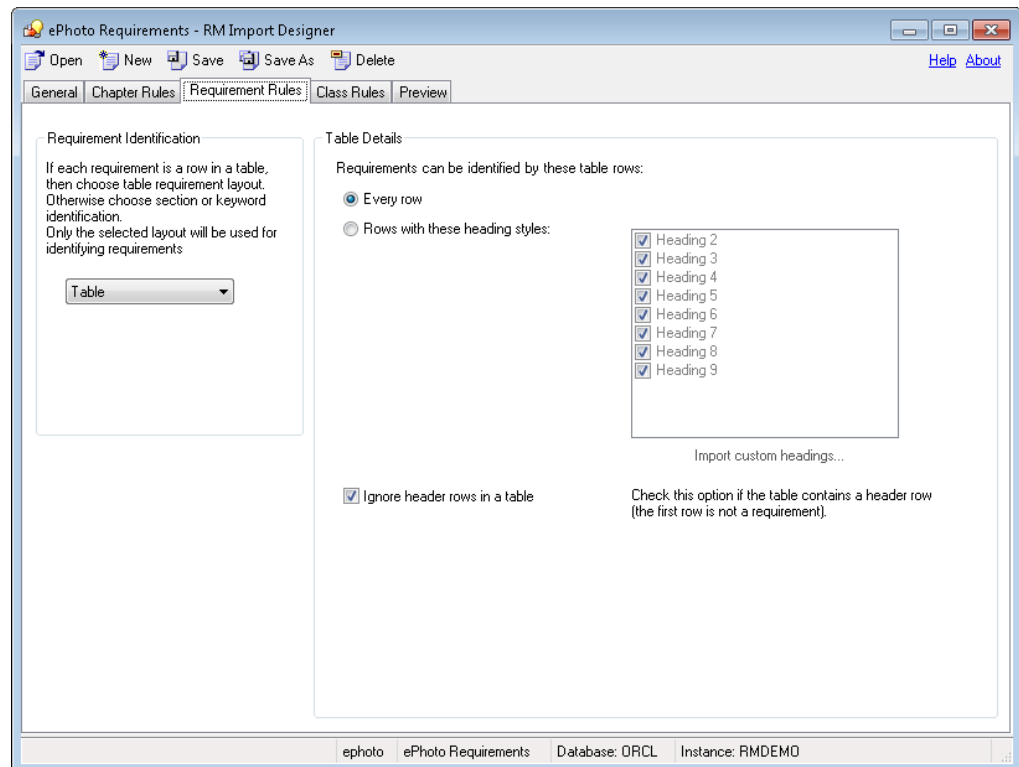 ePhoto Requirements - RM Import Designer
Open New Save Save As Delete Help About
General Chapter Rules Requirement Rules Class Rules Preview
Requirement Identification
If each requirement is a row in a table,
then choose table requirement layout.
Otherwise choose section or keyword
identification.
Only the selected layout will be used for
identifying requirements
Table
Table Details
Requirements can be identified by these table rows:
Every row
Rows with these heading styles:
Heading 2
Heading 3
Heading 4
Heading 5
Heading 6
Heading 7
Heading 8
Heading 9
Import custom headings...
Ignore header rows in a table
Check this option if the table contains a header row
(the first row is not a requirement).
ephoto ePhoto Requirements Database: ORCL Instance: RMDEMO